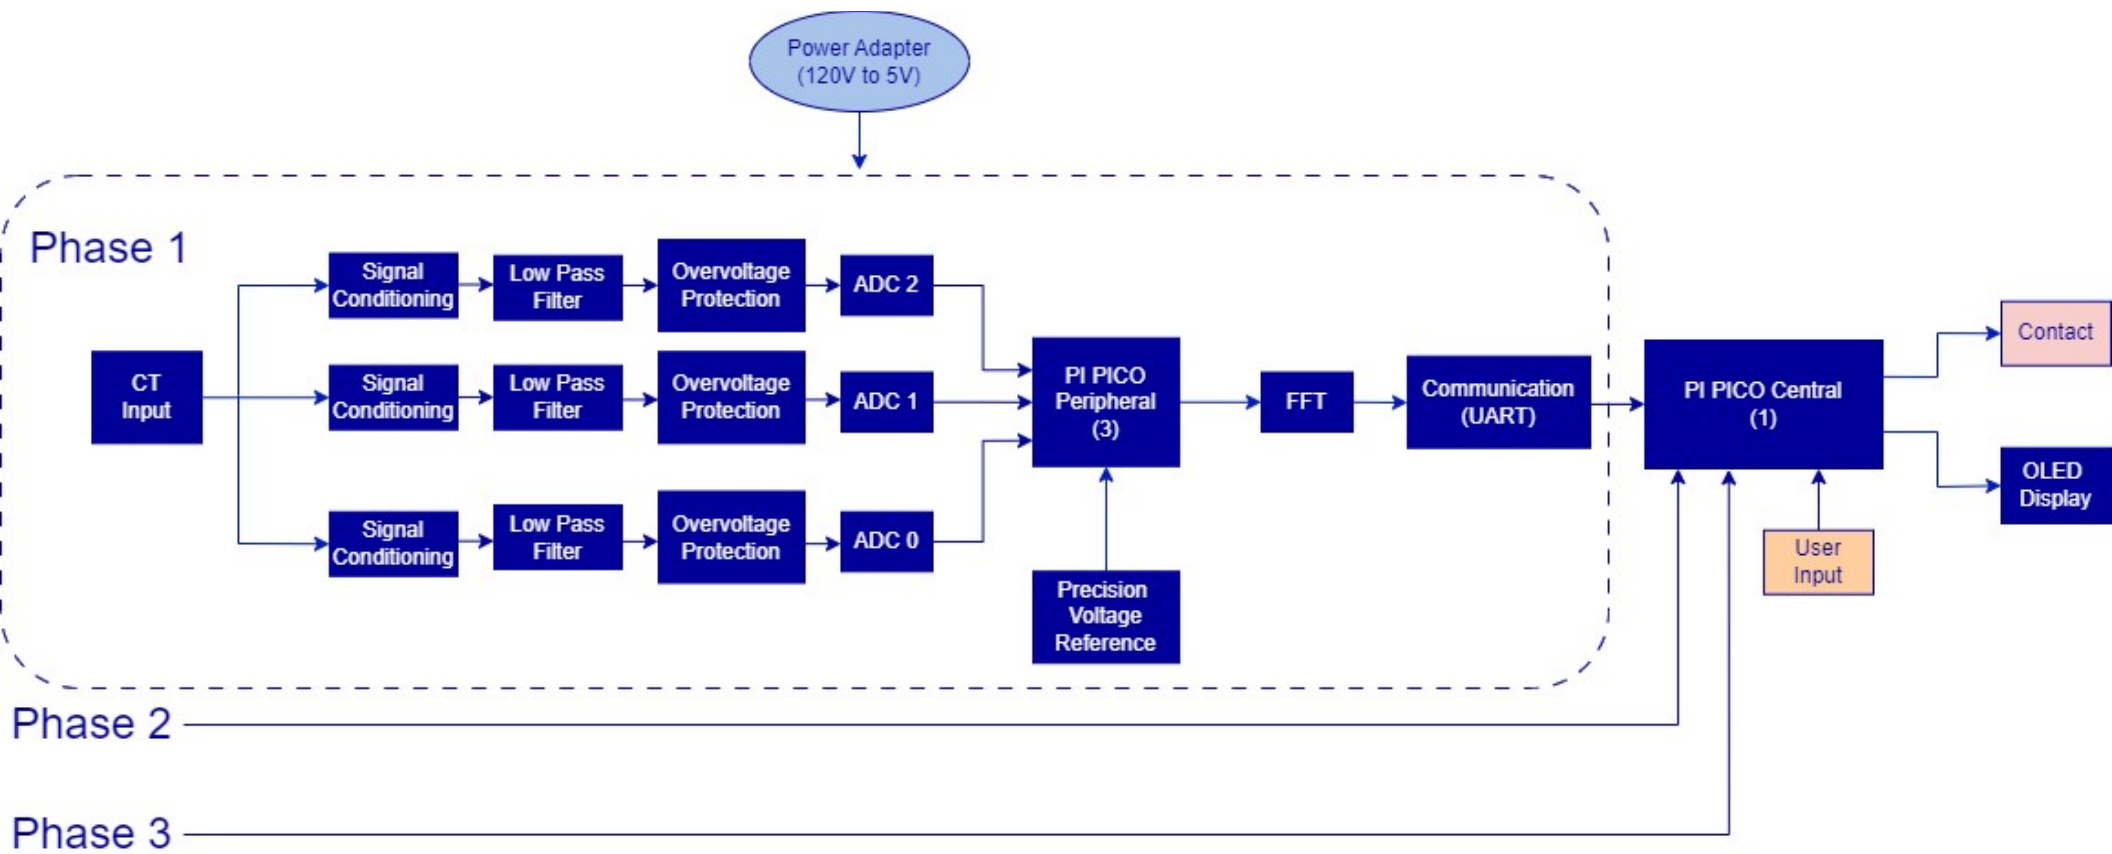 Power Adapter
(120V to 5V)
Phase 1
CT
Input
Signal
Conditioning
Low Pass
Filter
Overvoltage
Protection
ADC 2
Signal
Conditioning
Low Pass
Filter
Overvoltage
Protection
ADC 1
Signal
Conditioning
Low Pass
Filter
Overvoltage
Protection
ADC 0
PI PICO
Peripheral
(3)
Precision
Voltage
Reference
FFT
Communication
(UART)
PI PICO Central
(1)
Contact
OLED
Display
User
Input
Phase 2
Phase 3